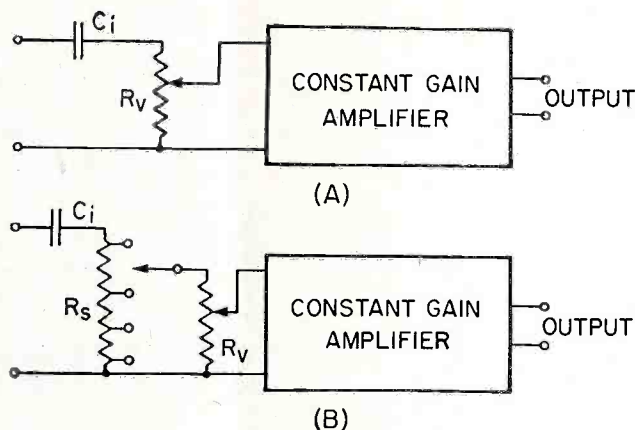 Ci
Rv
CONSTANT GAIN
AMPLIFIER
OUTPUT
(A)
Ci
Rs
Rv
CONSTANT GAIN
AMPLIFIER
OUTPUT
(B)